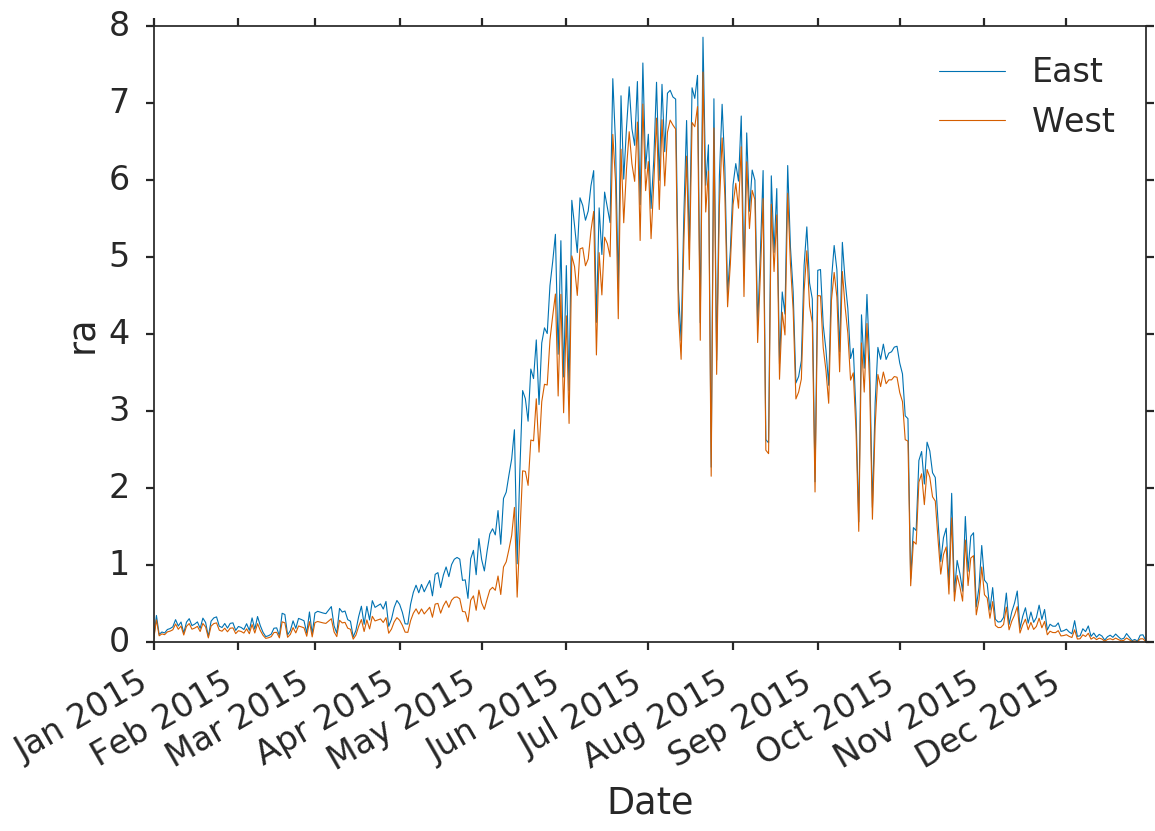 8
7
6
5
4
3
2
1
0
ra
East
West
Jan 2015
Feb 2015
Mar 2015
Apr 2015
May 2015
Jun 2015
Jul 2015
Aug 2015
Sep 2015
Oct 2015
Nov 2015
Dec 2015
Date